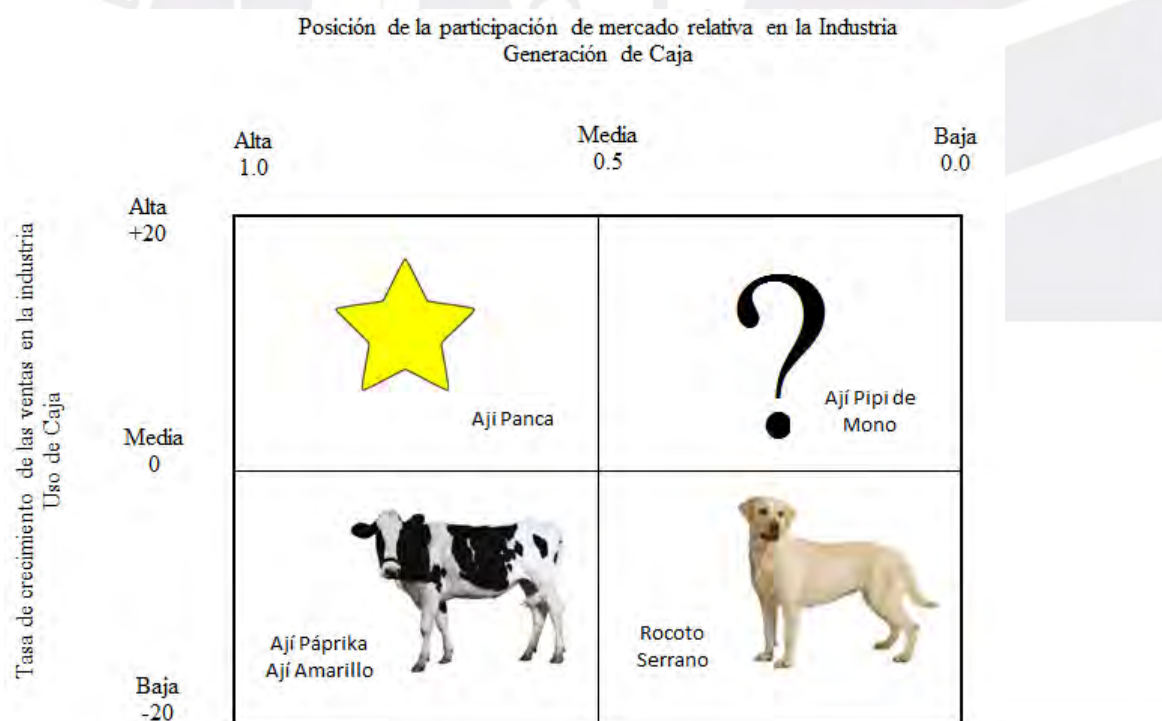 Posición de la participación de mercado relativa en la Industria
Generación de Caja
Alta
1.0
Media
0.5
Baja
0.0
Tasa de crecimiento de las ventas en la industria
Uso de Caja
Alta
+20
Media
0
Baja
-20
?
Aji Panca
Ají Pipi de
Mono
Ají Páprika
Ají Amarillo
Rocoto
Serrano